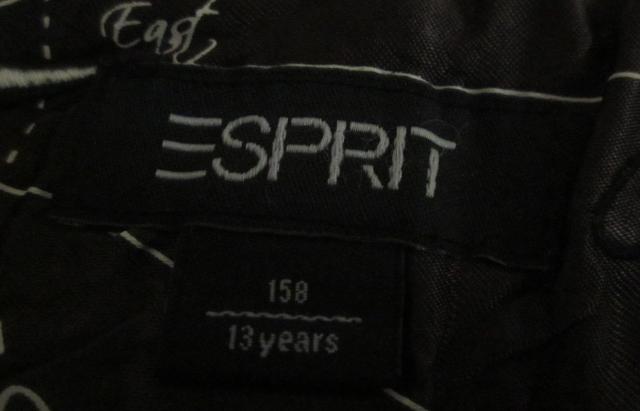 East
ESPRIT
158
13 years